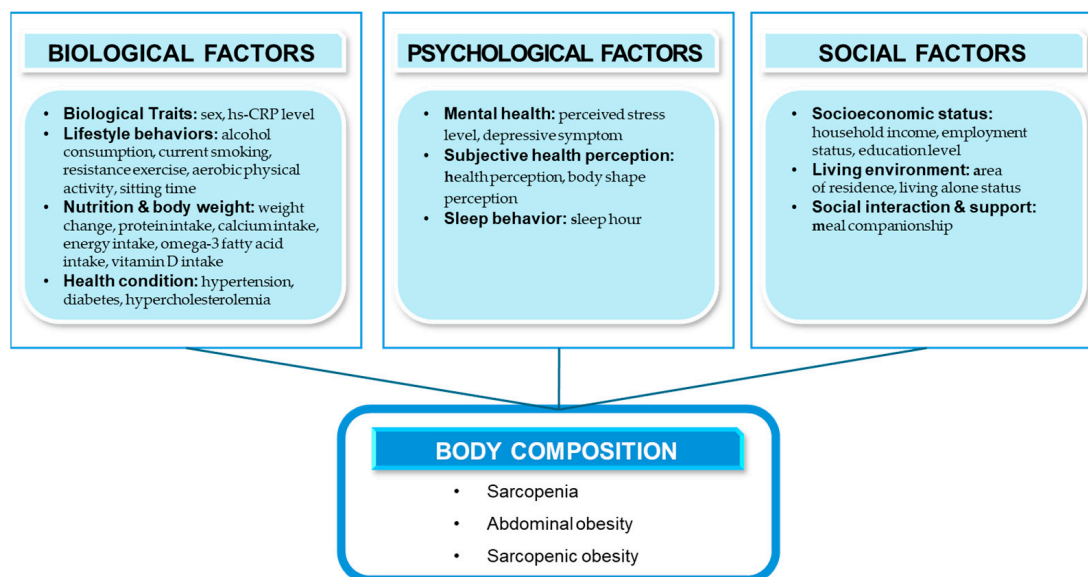 BIOLOGICAL FACTORS
• Biological Traits: sex, hs-CRP level
• Lifestyle behaviors: alcohol
consumption, current smoking,
resistance exercise, aerobic physical
activity, sitting time
• Nutrition & body weight: weight
change, protein intake, calcium intake,
energy intake, omega-3 fatty acid
intake, vitamin D intake
• Health condition: hypertension,
diabetes, hypercholesterolemia
PSYCHOLOGICAL FACTORS
• Mental health: perceived stress
level, depressive symptom
• Subjective health perception:
health perception, body shape
perception
• Sleep behavior: sleep hour
SOCIAL FACTORS
• Socioeconomic status:
household income, employment
status, education level
• Living environment: area
of residence, living alone status
• Social interaction & support:
meal companionship
BODY COMPOSITION
• Sarcopenia
• Abdominal obesity
• Sarcopenic obesity